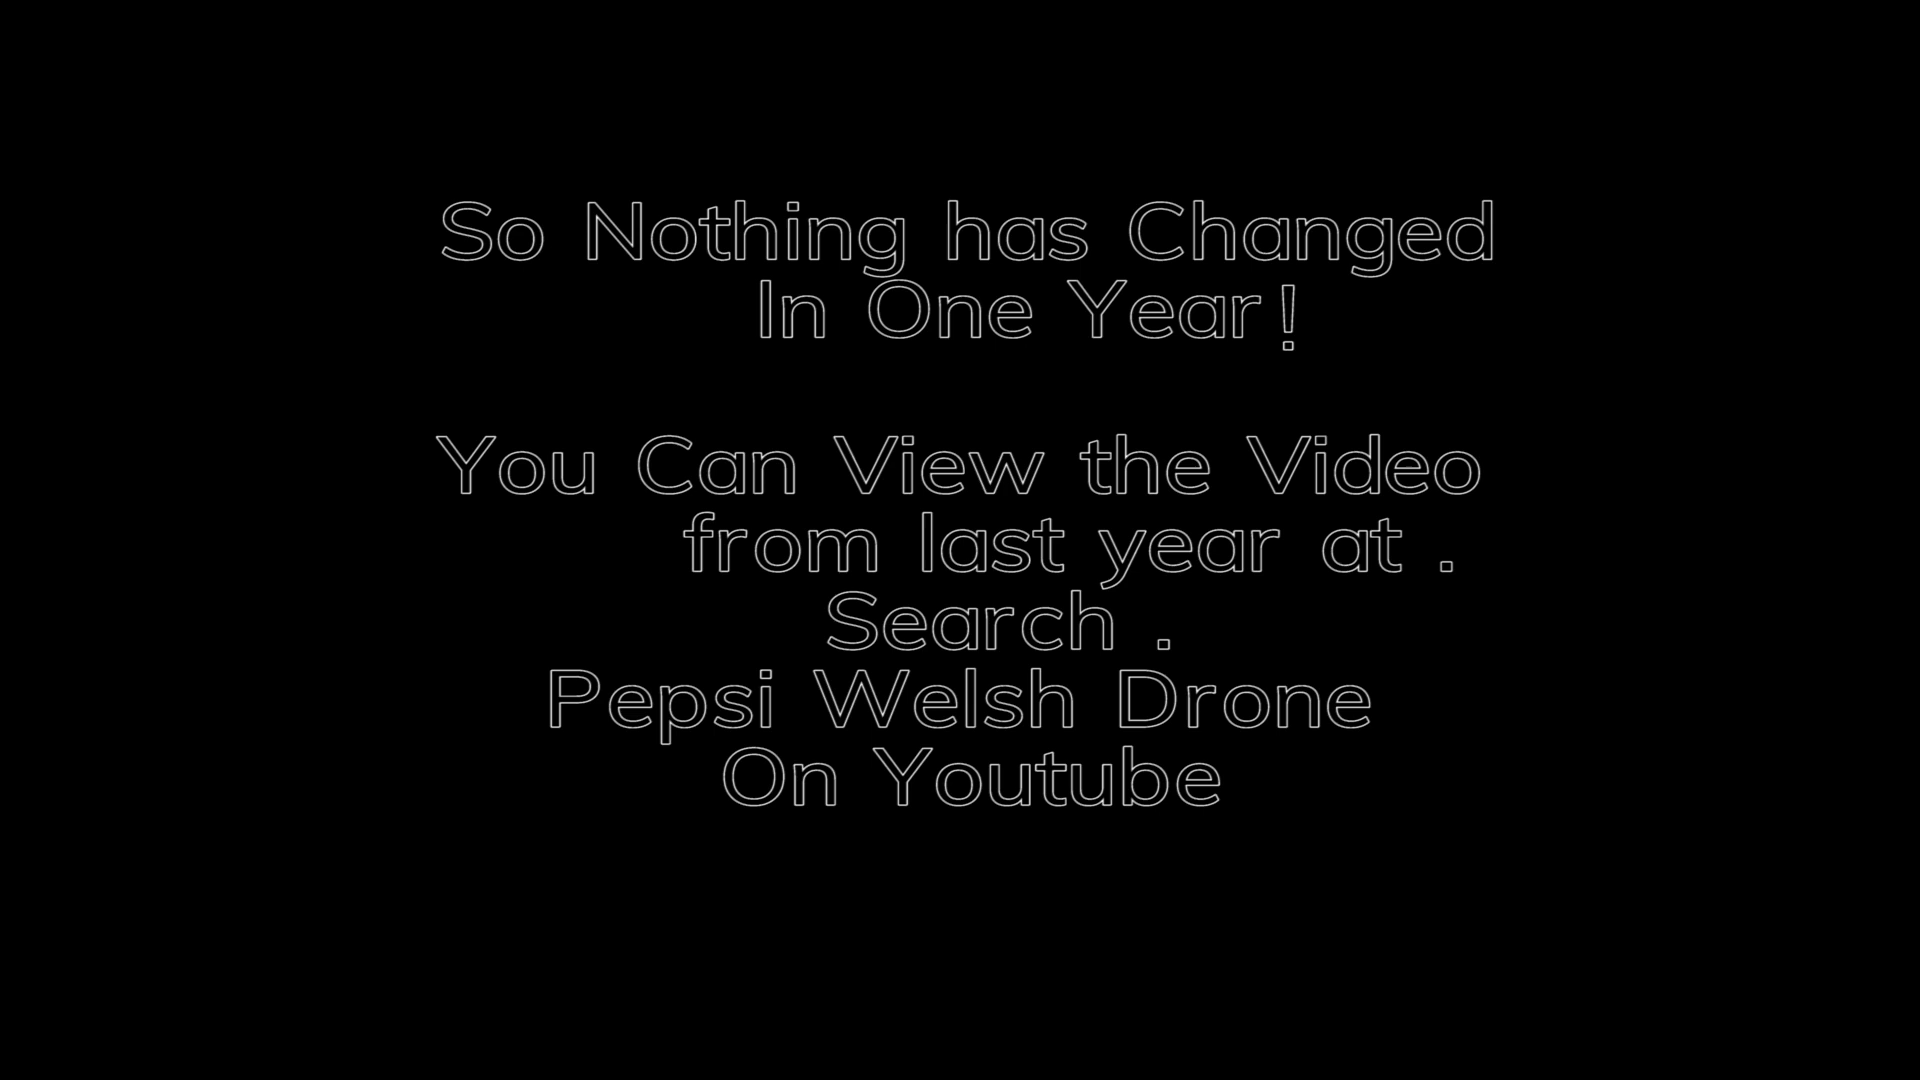 So Nothing has Changed
In One Year!
You Can View the Video
from last year at .
Search .
Pepsi Welsh Drone
On Youtube